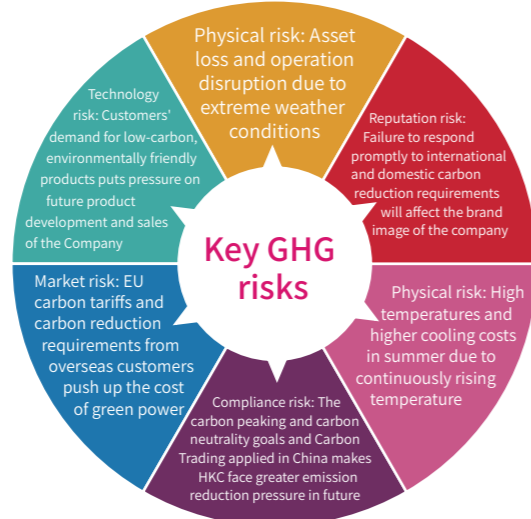 Physical risk: Asset
loss and operation
disruption due to
extreme weather
conditions
Reputation risk:
Failure to respond
promptly to international
and domestic carbon
reduction requirements
will affect the brand
image of the company
Physical risk: High
temperatures and
higher cooling costs
in summer due to
continuously rising
temperature
Compliance risk: The
carbon peaking and carbon
neutrality goals and Carbon
Trading applied in China makes
HKC face greater emission
reduction pressure in future
Market risk: EU
carbon tariffs and
carbon reduction
requirements from
overseas customers
push up the cost
of green power
Technology
risk: Customers'
demand for low-carbon,
environmentally friendly
products puts pressure on
future product
development and sales
of the Company
Key GHG
risks